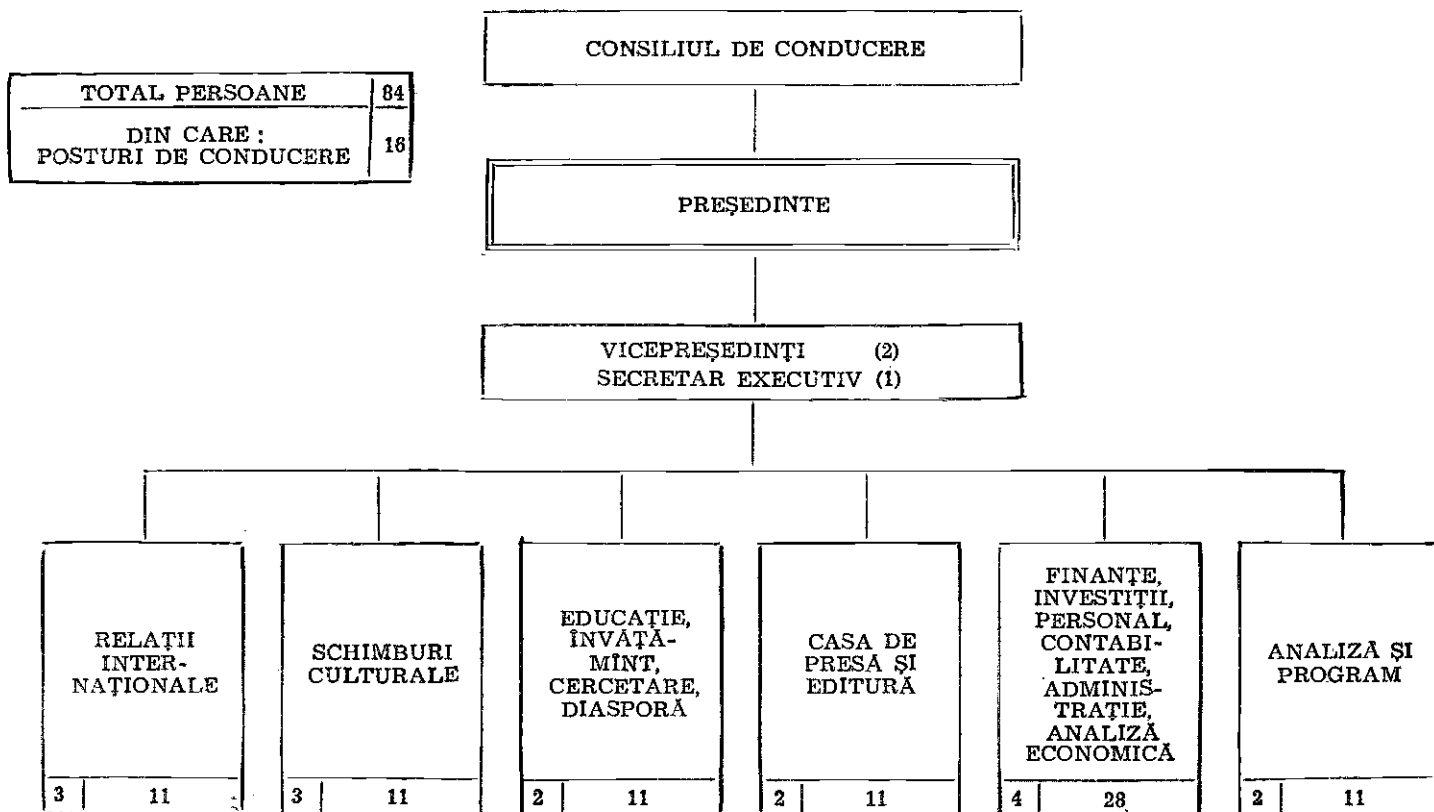 CONSILIUL DE CONDUCERE
TOTAL PERSOANE 84
DIN CARE :
POSTURI DE CONDUCERE 16
PREȘEDINTE
VICEPREȘEDINȚI (2)
SECRETAR EXECUTIV (1)
RELAȚII
INTER-
NAȚIONALE
3 11
SCHIMBURI
CULTURALE
3 11
EDUCAȚIE,
ÎNVĂȚĂ-
MÎNT,
CERCETARE,
DIASPORĂ
2 11
CASA DE
PRESĂ ȘI
EDITURĂ
2 11
FINANȚE,
INVESTIȚII,
PERSONAL,
CONTABI-
LITATE,
ADMINIS-
TRAȚIE,
ANALIZĂ
ECONOMICĂ
4 28
ANALIZĂ ȘI
PROGRAM
2 11